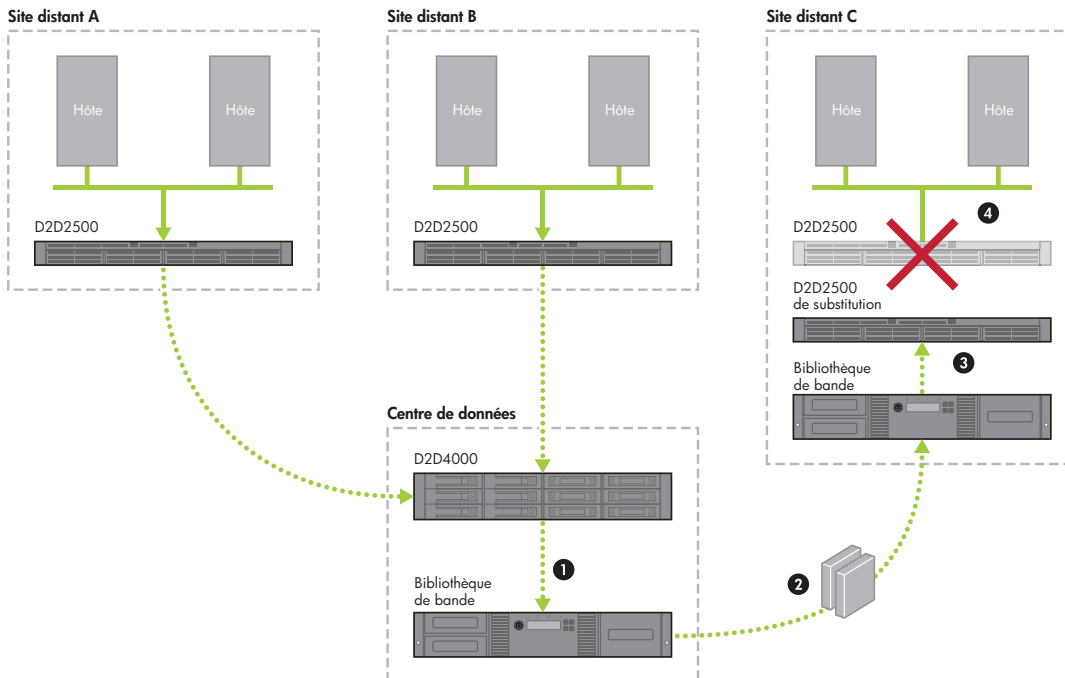 Site distant A
Site distant B
Site distant C
Hôte
Hôte
Hôte
Hôte
Hôte
Hôte
D2D2500
D2D2500
4
D2D2500
D2D2500
de substitution
3
Bibliothèque
de bande
Centre de données
D2D4000
1
2
Bibliothèque
de bande